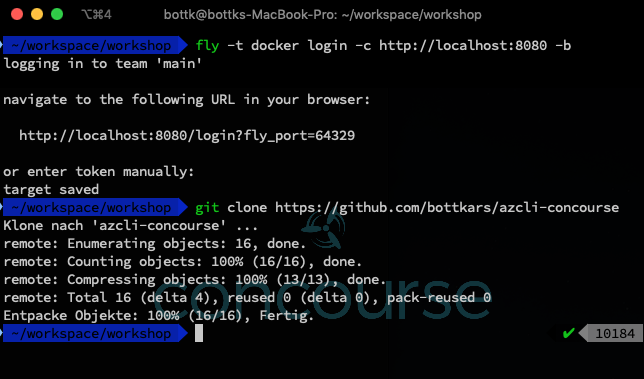 ⌥⌘4 bottk@bottks-MacBook-Pro: ~/workspace/workshop
~/workspace/workshop fly -t docker login -c http://localhost:8080 -b
logging in to team 'main'
navigate to the following URL in your browser:
http://localhost:8080/login?fly_port=64329
or enter token manually:
target saved
~/workspace/workshop git clone https://github.com/bottkars/azcli-concourse
Klone nach 'azcli-concourse' ...
remote: Enumerating objects: 16, done.
remote: Counting objects: 100% (16/16), done.
remote: Compressing objects: 100% (13/13), done.
remote: Total 16 (delta 4), reused 0 (delta 0), pack-reused 0
Entpacke Objekte: 100% (16/16), Fertig.
~/workspace/workshop ✔ 10184
concourse